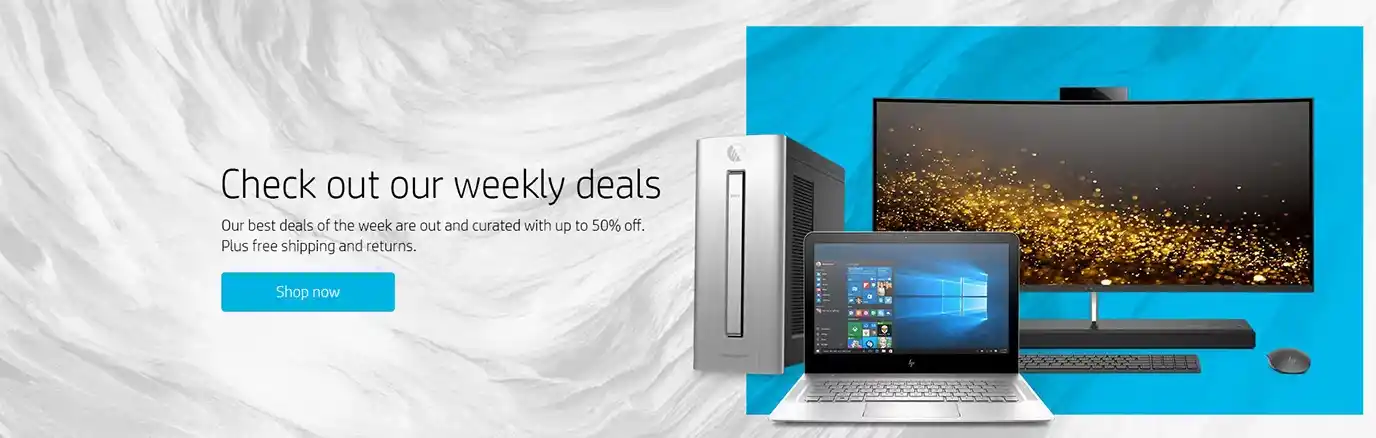 Check out our weekly deals
Our best deals of the week are out and curated with up to 50% off.
Plus free shipping and returns.
Shop now
hp